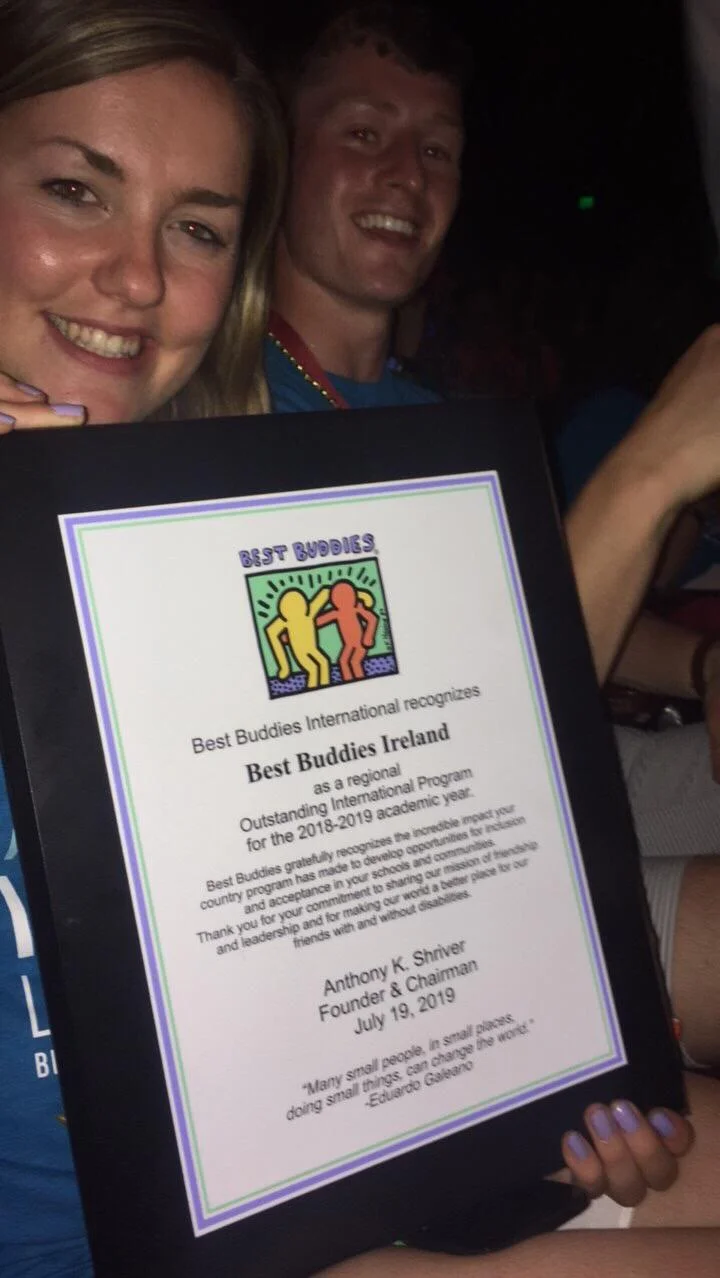 BEST BUDDIES®
Best Buddies International recognizes
Best Buddies Ireland
as a regional
Outstanding International Program
for the 2018-2019 academic year.
Best Buddies gratefully recognizes the incredible impact your
country program has made to develop opportunities for inclusion
and acceptance in your schools and communities.
Thank you for your commitment to sharing our mission of friendship
and leadership and for making our world a better place for our
friends with and without disabilities.
Anthony K. Shriver
Founder & Chairman
July 19, 2019
"Many small people, in small places,
doing small things, can change the world."
-Eduardo Galeano